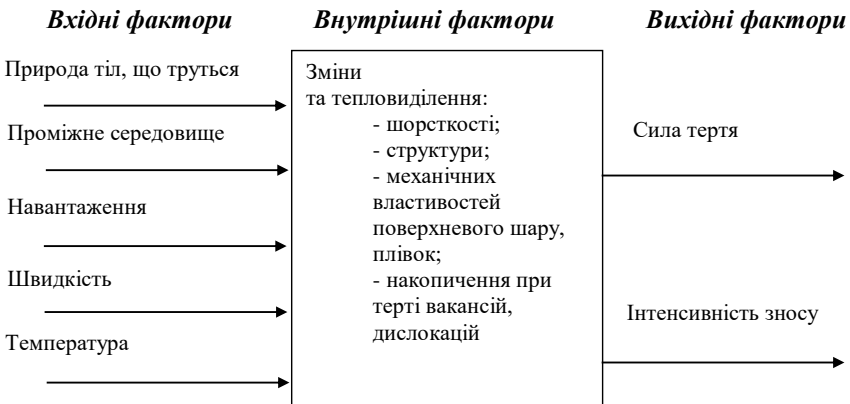 Вхідні фактори
Внутрішні фактори
Вихідні фактори
Природа тіл, що труться
Проміжне середовище
Навантаження
Швидкість
Температура
Зміни
та тепловиділення:
- шорсткості;
- структури;
- механічних
властивостей
поверхневого шару,
плівок;
- накопичення при
терті вакансій,
дислокацій
Сила тертя
Інтенсивність зносу